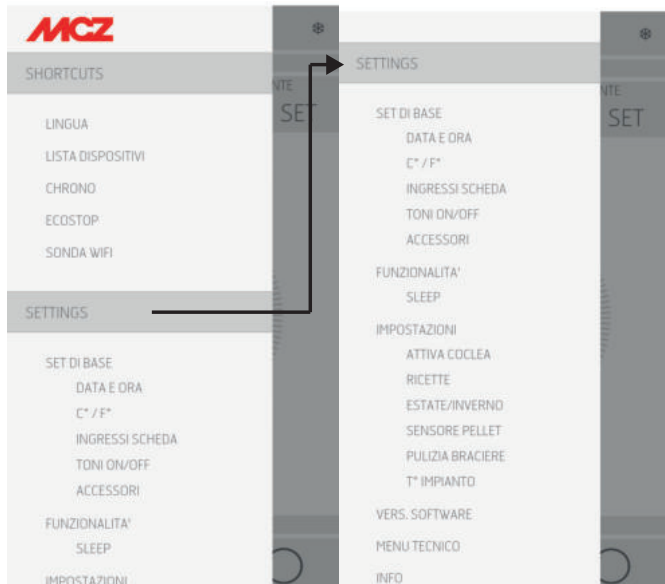 MCZ
SHORTCUTS
LINGUA
LISTA DISPOSITIVI
CHRONO
ECOSTOP
SONDA WIFI
SETTINGS
SET DI BASE
DATA E ORA
C° / F°
INGRESSI SCHEDA
TONI ON/OFF
ACCESSORI
FUNZIONALITA'
SLEEP
IMPOSTAZIONI
NTE
SET
SETTINGS
SET DI BASE
DATA E ORA
C° / F°
INGRESSI SCHEDA
TONI ON/OFF
ACCESSORI
FUNZIONALITA'
SLEEP
IMPOSTAZIONI
ATTIVA COCLEA
RICETTE
ESTATE/INVERNO
SENSORE PELLET
PULIZIA BRACIERE
T° IMPIANTO
VERS. SOFTWARE
MENU TECNICO
INFO
NTE
SET